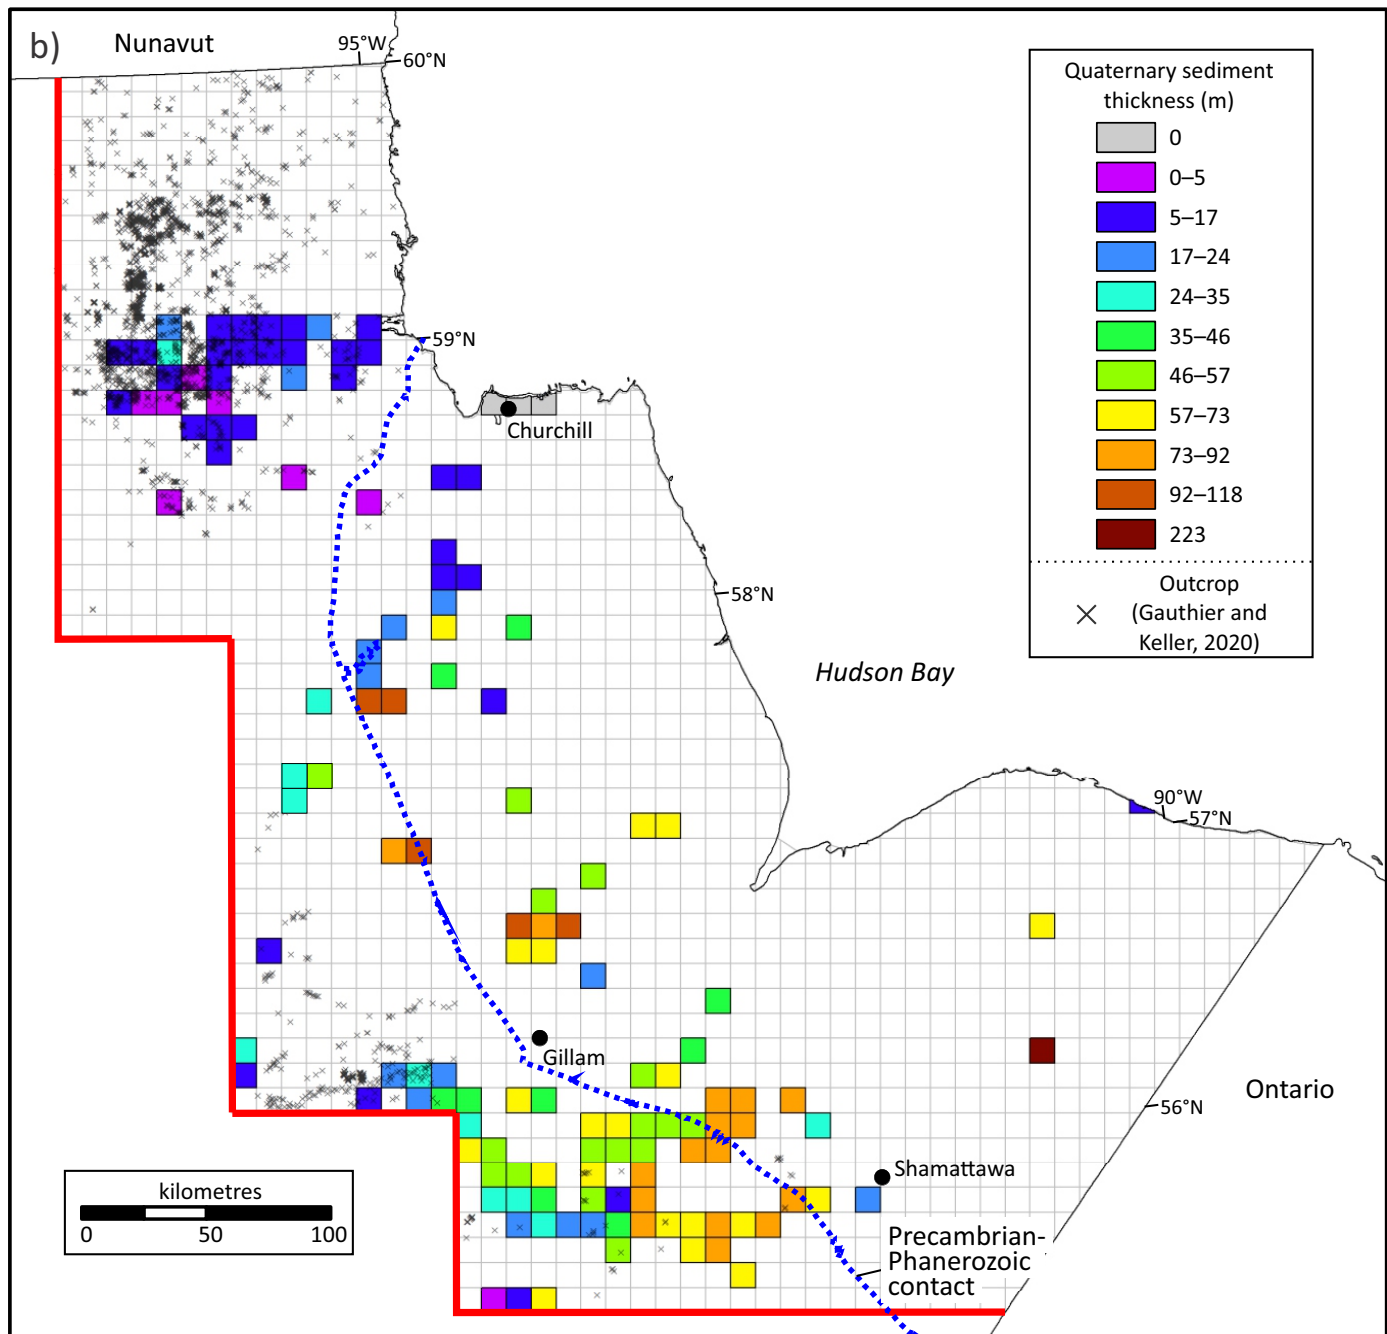 b)
Nunavut
95°W
60°N
Quaternary sediment
thickness (m)
0
0–5
5–17
17–24
24–35
35–46
46–57
57–73
73–92
92–118
223
Outcrop
(Gauthier and
Keller, 2020)
59°N
Churchill
58°N
Hudson Bay
90°W
57°N
Gillam
56°N
Ontario
Shamattawa
Precambrian-
Phanerozoic
contact
kilometres
0 50 100